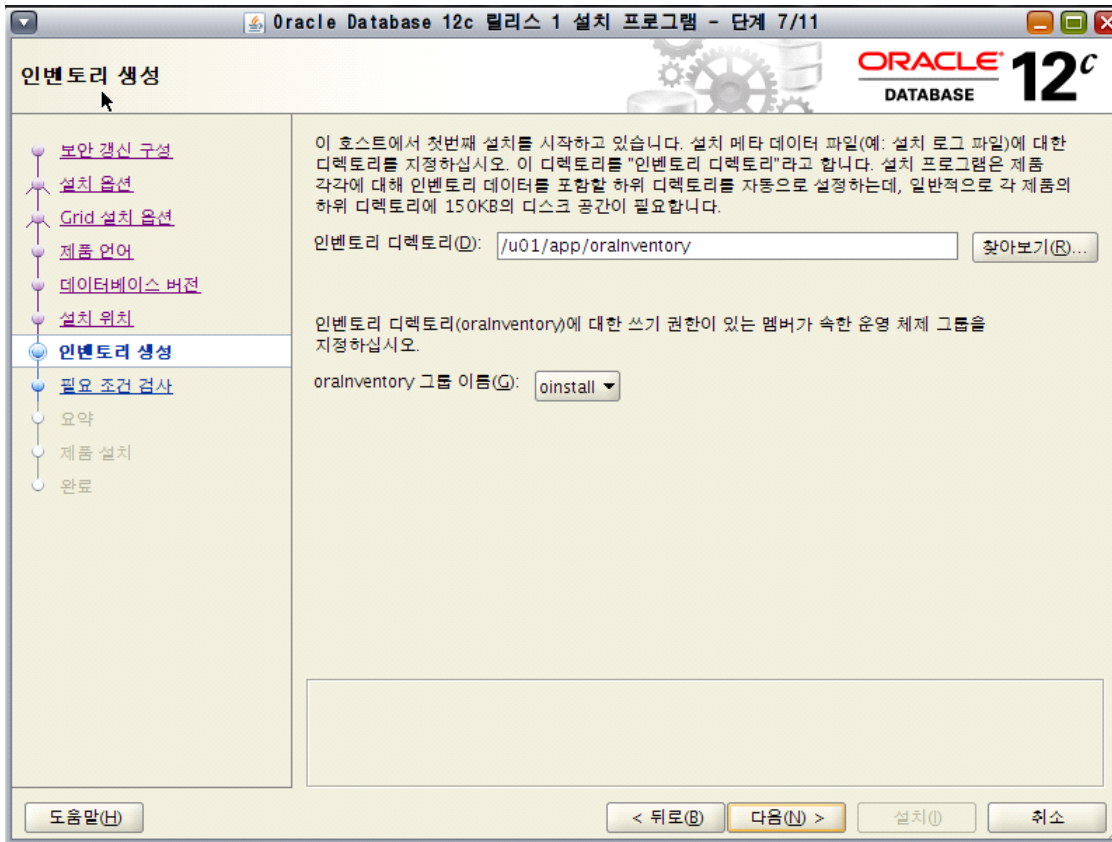 Oracle Database 12c 릴리스 1 설치 프로그램 - 단계 7/11
인벤토리 생성
ORACLE
DATABASE
12c
보안 갱신 구성
설치 옵션
Grid 설치 옵션
제품 언어
데이터베이스 버전
설치 위치
인벤토리 생성
필요 조건 검사
요약
제품 설치
완료
이 호스트에서 첫번째 설치를 시작하고 있습니다. 설치 메타 데이터 파일(예: 설치 로그 파일)에 대한
디렉토리를 지정하십시오. 이 디렉토리를 "인벤토리 디렉토리"라고 합니다. 설치 프로그램은 제품
각각에 대해 인벤토리 데이터를 포함할 하위 디렉토리를 자동으로 설정하는데, 일반적으로 각 제품의
하위 디렉토리에 150KB의 디스크 공간이 필요합니다.
인벤토리 디렉토리(D): /u01/app/oraInventory 찾아보기(R)...
인벤토리 디렉토리(oraInventory)에 대한 쓰기 권한이 있는 멤버가 속한 운영 체제 그룹을
지정하십시오.
oraInventory 그룹 이름(G): oinstall
도움말(H) < 뒤로(B) 다음(N) > 설치(I) 취소